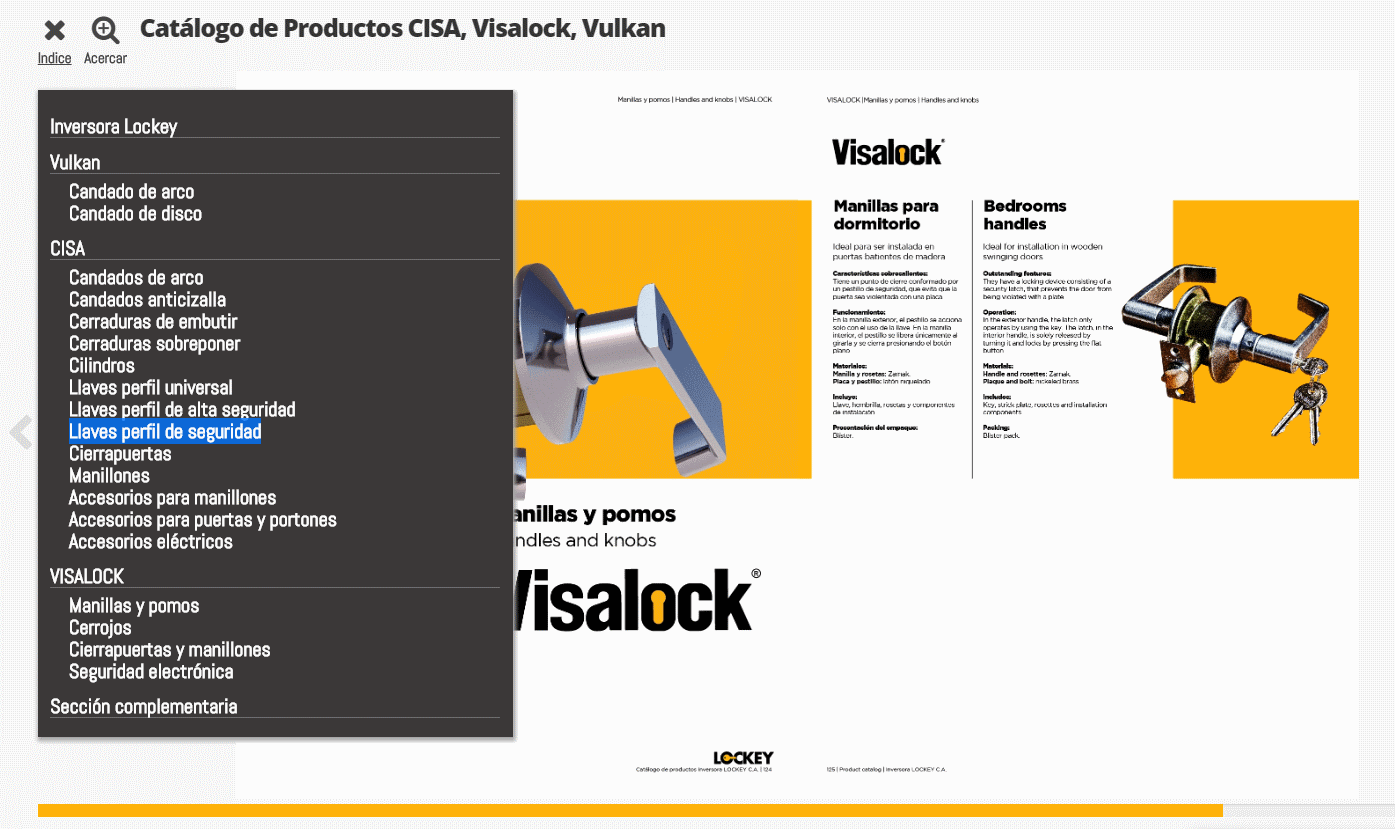 Catálogo de Productos CISA, Visalock, Vulkan
Indice
Acercar
Inversora Lockey
Vulkan
Candado de arco
Candado de disco
CISA
Candados de arco
Candados anticizalla
Cerraduras de embutir
Cerraduras sobreponer
Cilindros
Llaves perfil universal
Llaves perfil de alta seguridad
Llaves perfil de seguridad
Cierrapuertas
Manillones
Accesorios para manillones
Accesorios para puertas y portones
Accesorios eléctricos
VISALOCK
Manillas y pomos
Cerrojos
Cierrapuertas y manillones
Seguridad electrónica
Sección complementaria
Manillas y pomos | Handles and knobs | VISALOCK
anillas y pomos
ndles and knobs
Visalock®
LOCKEY
Catálogo de productos Inversora LOCKEY C.A. | 124
VISALOCK |Manillas y pomos | Handles and knobs
Visalock®
Manillas para
dormitorio
Ideal para ser instalada en
puertas batientes de madera
Características sobresalientes:
Tiene un punto de cierre conformado por
un pestillo de seguridad, que evita que la
puerta sea violentada con una placa
Funcionamiento:
En la manilla exterior, el pestillo se acciona
solo con el uso de la llave. En la manilla
interior, el pestillo se libera únicamente al
girarla y se cierra presionando el botón
plano
Materiales:
Manilla y rosetas: Zamak.
Placa y pestillo: latón niquelado
Incluye:
Llave, hembrilla, rosetas y componentes
de instalación
Presentación del empaque:
Blíster.
Bedrooms
handles
Ideal for installation in wooden
swinging doors
Outstanding features:
They have a locking device consisting of a
security latch, that prevents the door from
being violated with a plate
Operation:
In the exterior handle, the latch only
operates by using the key. The latch, in the
interior handle, is solely released by
turning it and locks by pressing the flat
button
Materials:
Handle and rosettes: Zamak.
Plaque and bolt: nickeled brass
Includes:
Key, strick plate, rosettes and installation
components
Packing:
Blister pack.
125 | Product catalog | Inversora LOCKEY C.A.